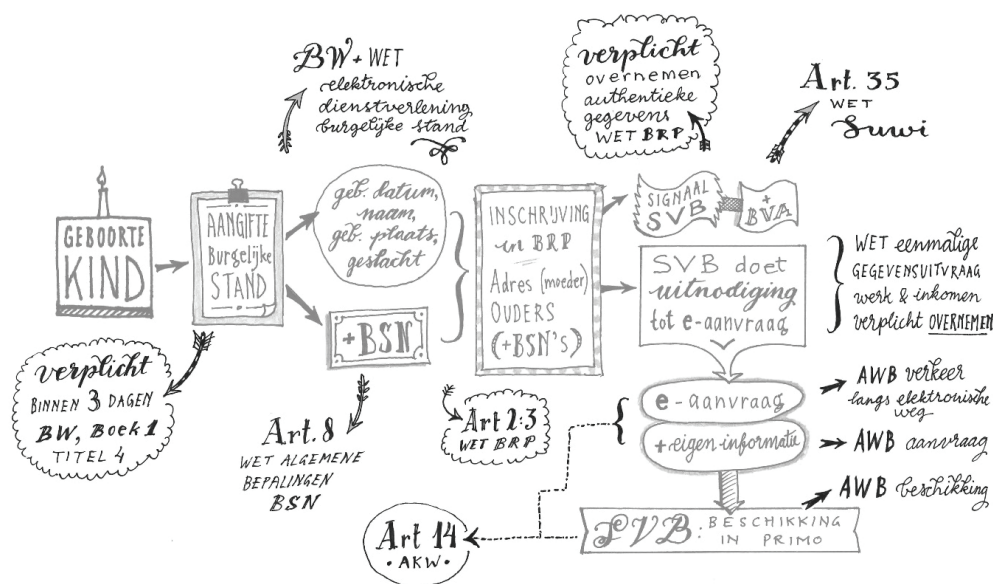 BW + WET
elektronische
dienstverlening
burgelijke stand
verplicht
overnemen
authentieke
gegevens
WET BRP
Art. 35
WET
Suwi
GEBOORTE
KIND
AANGIFTE
Burgelijke
STAND
geb. datum,
naam,
geb. plaats,
geslacht
+BSN
INSCHRIJVING
in BRP
Adres (moeder)
OUDERS
(+BSN's)
SIGNAAL
SVB
+
BVA
SVB doet
uitnodiging
tot e-aanvraag
WET eenmalige
GEGEVENSUITVRAAG
werk & inkomen
verplicht OVERNEMEN
verplicht
BINNEN 3 DAGEN
BW, Boek 1
TITEL 4
Art. 8
WET ALGEMENE
BEPALINGEN
BSN
Art 2:3
WET BRP
e-aanvraag
+ eigen informatie
AWB verkeer
langs elektronische
weg
AWB aanvraag
AWB beschikking
Art 14
• AKW •
SVB: BESCHIKKING
IN PRIMO